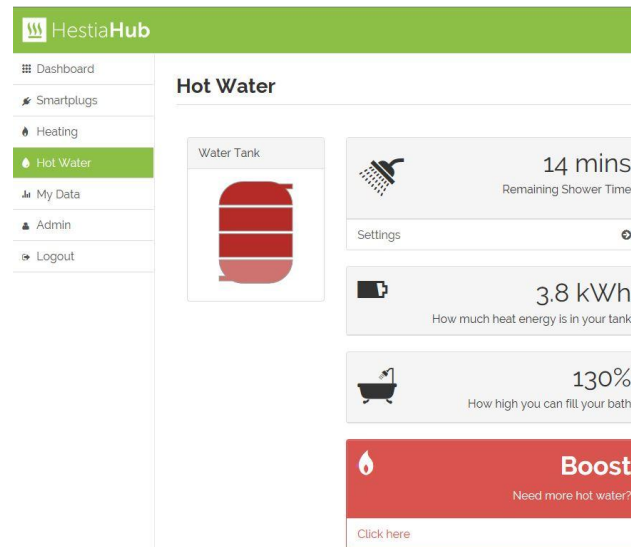 HestiaHub
Dashboard
Smartplugs
Heating
Hot Water
My Data
Admin
Logout
Hot Water
Water Tank
14 mins
Remaining Shower Time
Settings
3.8 kWh
How much heat energy is in your tank
130%
How high you can fill your bath
Boost
Need more hot water?
Click here